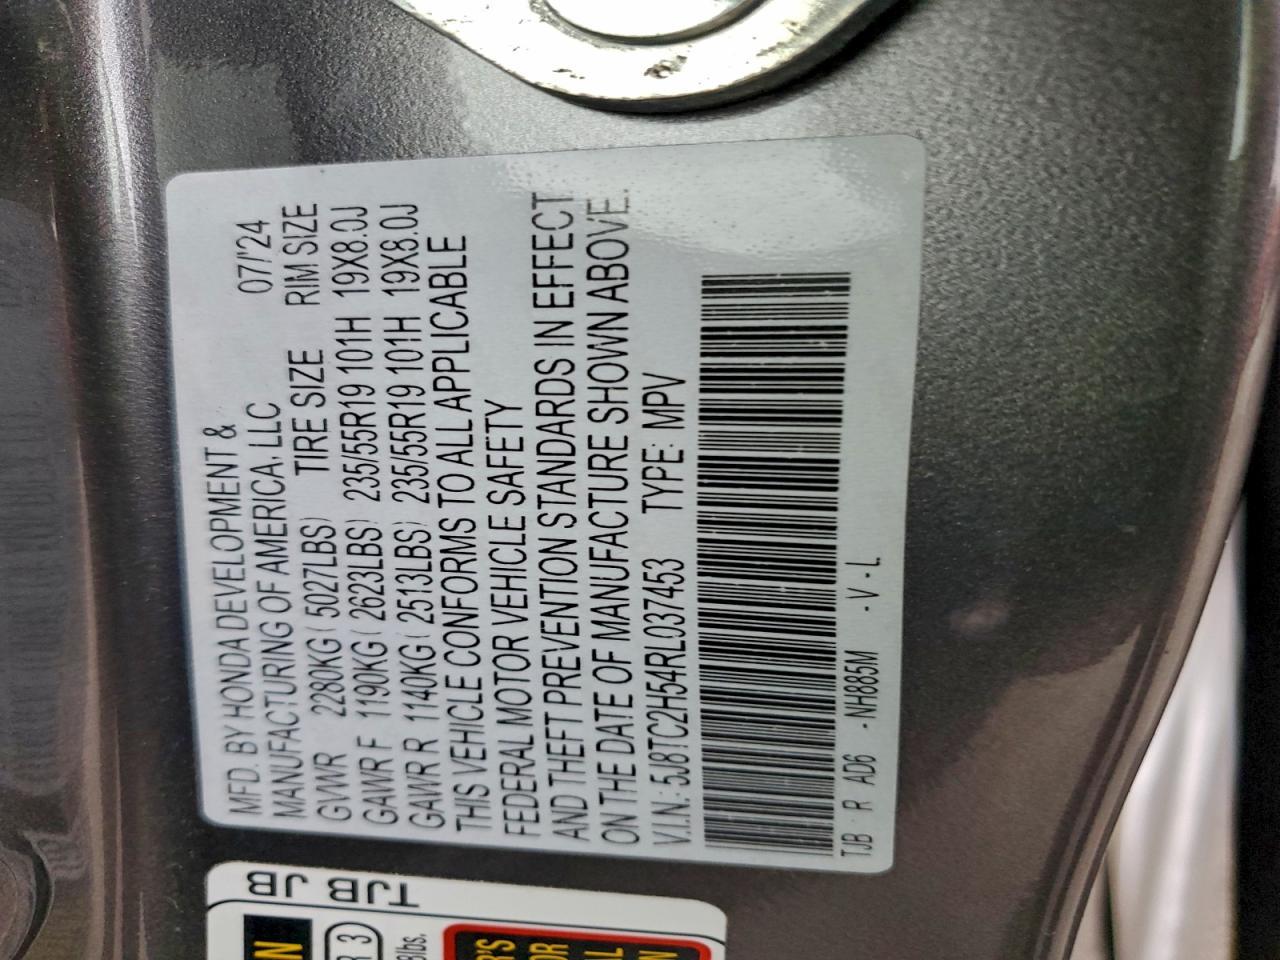 MFD. BY HONDA DEVELOPMENT &
MANUFACTURING OF AMERICA, LLC 07/'24
GVWR 2280KG 5027LBS) TIRE SIZE RIM SIZE
GAWR F 1190KG( 2623LBS) 235/55R19 101H 19X8.0J
GAWR R 1140KG( 2513LBS) 235/55R19 101H 19X8.0J
THIS VEHICLE CONFORMS TO ALL APPLICABLE
FEDERAL MOTOR VEHICLE SAFETY
AND THEFT PREVENTION STANDARDS IN EFFECT
ON THE DATE OF MANUFACTURE SHOWN ABOVE.
V.I.N: 5J8TC2H54RL037453 TYPE: MPV
TJB - R AD6 -NH885M -V-L
TJB
JB
TJB
lbs.